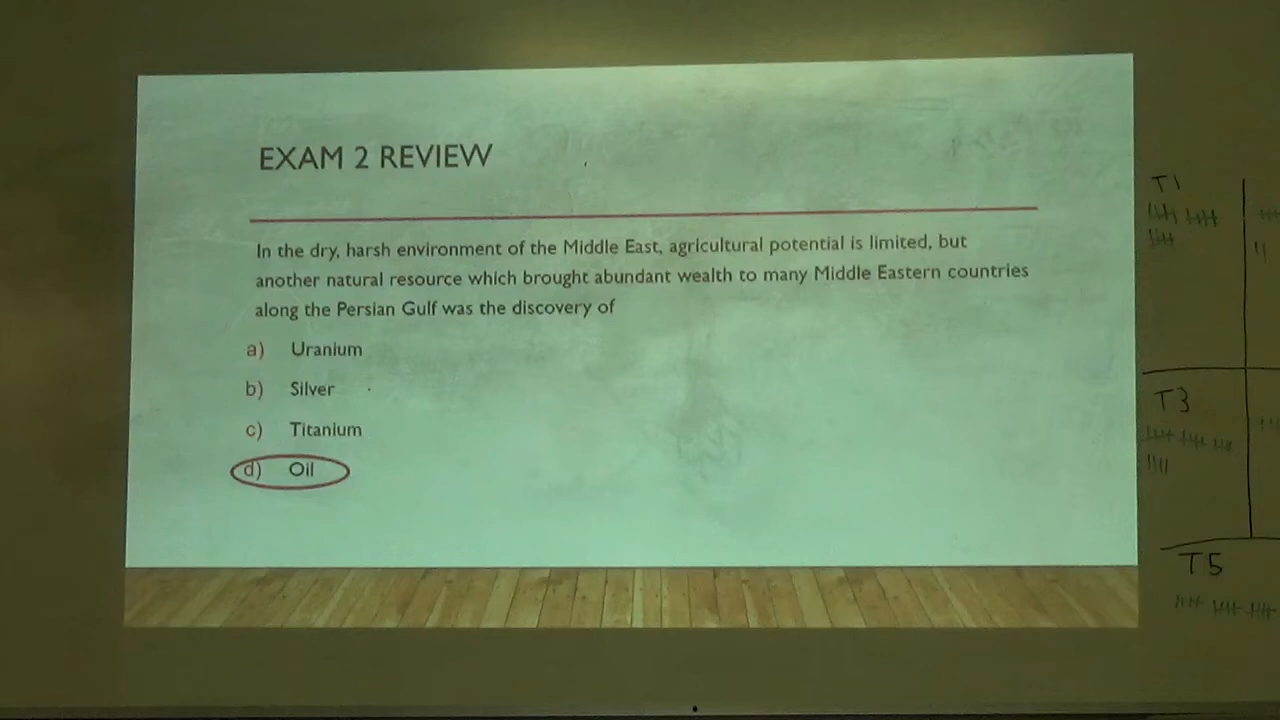 EXAM 2 REVIEW
In the dry, harsh environment of the Middle East, agricultural potential is limited, but
another natural resource which brought abundant wealth to many Middle Eastern countries
along the Persian Gulf was the discovery of
a) Uranium
b) Silver
c) Titanium
d) Oil
T1
T3
T5